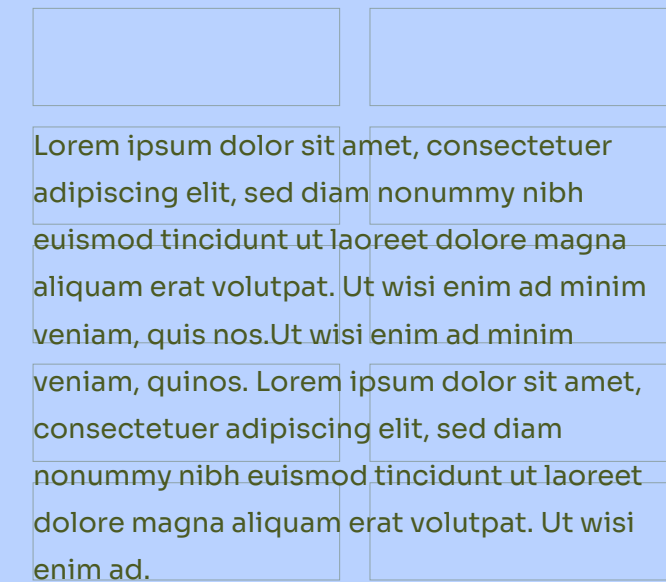 Lorem ipsum dolor sit amet, consectetuer
adipiscing elit, sed diam nonummy nibh
euismod tincidunt ut laoreet dolore magna
aliquam erat volutpat. Ut wisi enim ad minim
veniam, quis nos.Ut wisi enim ad minim
veniam, quinos. Lorem ipsum dolor sit amet,
consectetuer adipiscing elit, sed diam
nonummy nibh euismod tincidunt ut laoreet
dolore magna aliquam erat volutpat. Ut wisi
enim ad.